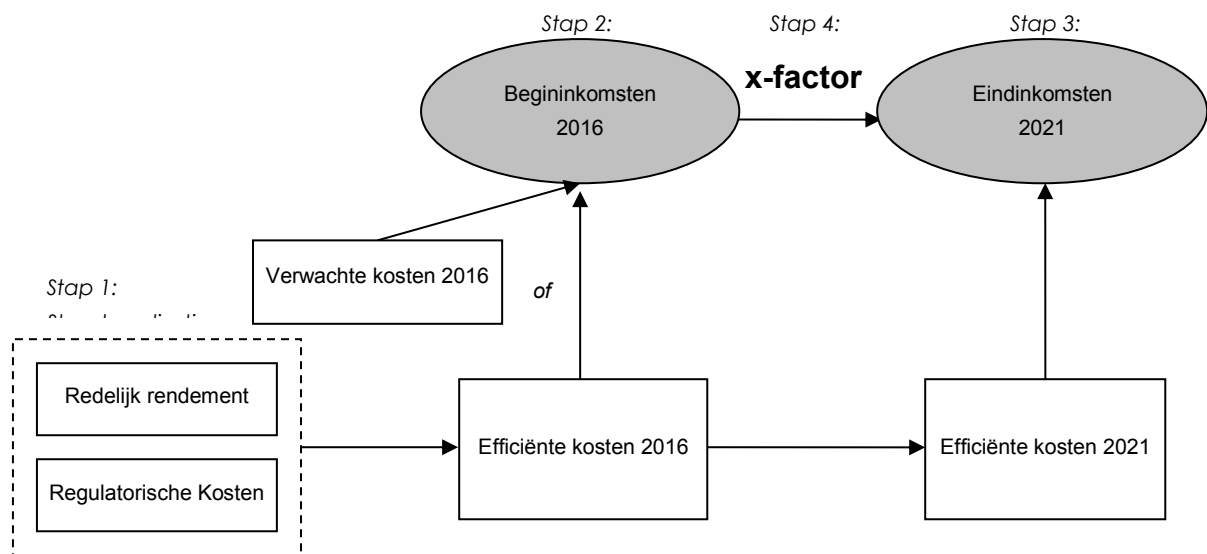 Stap 2:
Stap 4:
Stap 3:
Begininkomsten
2016
x-factor
Eindinkomsten
2021
Verwachte kosten 2016
of
Stap 1:
Redelijk rendement
Efficiënte kosten 2016
Efficiënte kosten 2021
Regulatorische Kosten